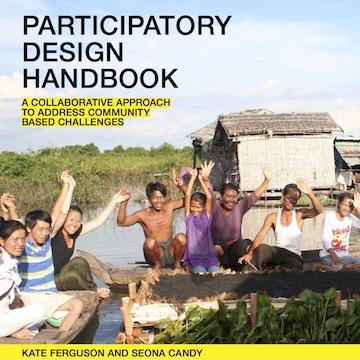 PARTICIPATORY
DESIGN
HANDBOOK
A COLLABORATIVE APPROACH
TO ADDRESS COMMUNITY
BASED CHALLENGES
KATE FERGUSON AND SEONA CANDY